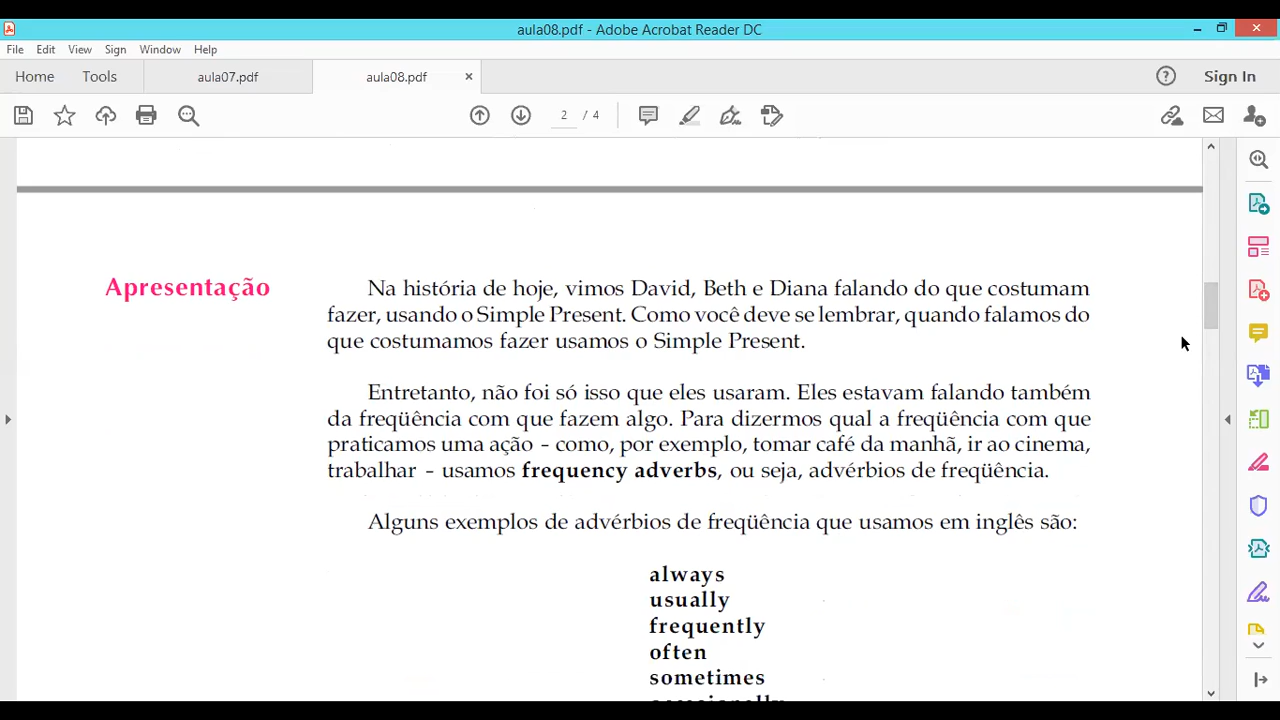 aula08.pdf - Adobe Acrobat Reader DC
File Edit View Sign Window Help
Home Tools aula07.pdf aula08.pdf × Sign In
2 / 4
Apresentação
Na história de hoje, vimos David, Beth e Diana falando do que costumam
fazer, usando o Simple Present. Como você deve se lembrar, quando falamos do
que costumamos fazer usamos o Simple Present.
Entretanto, não foi só isso que eles usaram. Eles estavam falando também
da freqüência com que fazem algo. Para dizermos qual a freqüência com que
praticamos uma ação - como, por exemplo, tomar café da manhã, ir ao cinema,
trabalhar - usamos frequency adverbs, ou seja, advérbios de freqüência.
Alguns exemplos de advérbios de freqüência que usamos em inglês são:
always
usually
frequently
often
sometimes